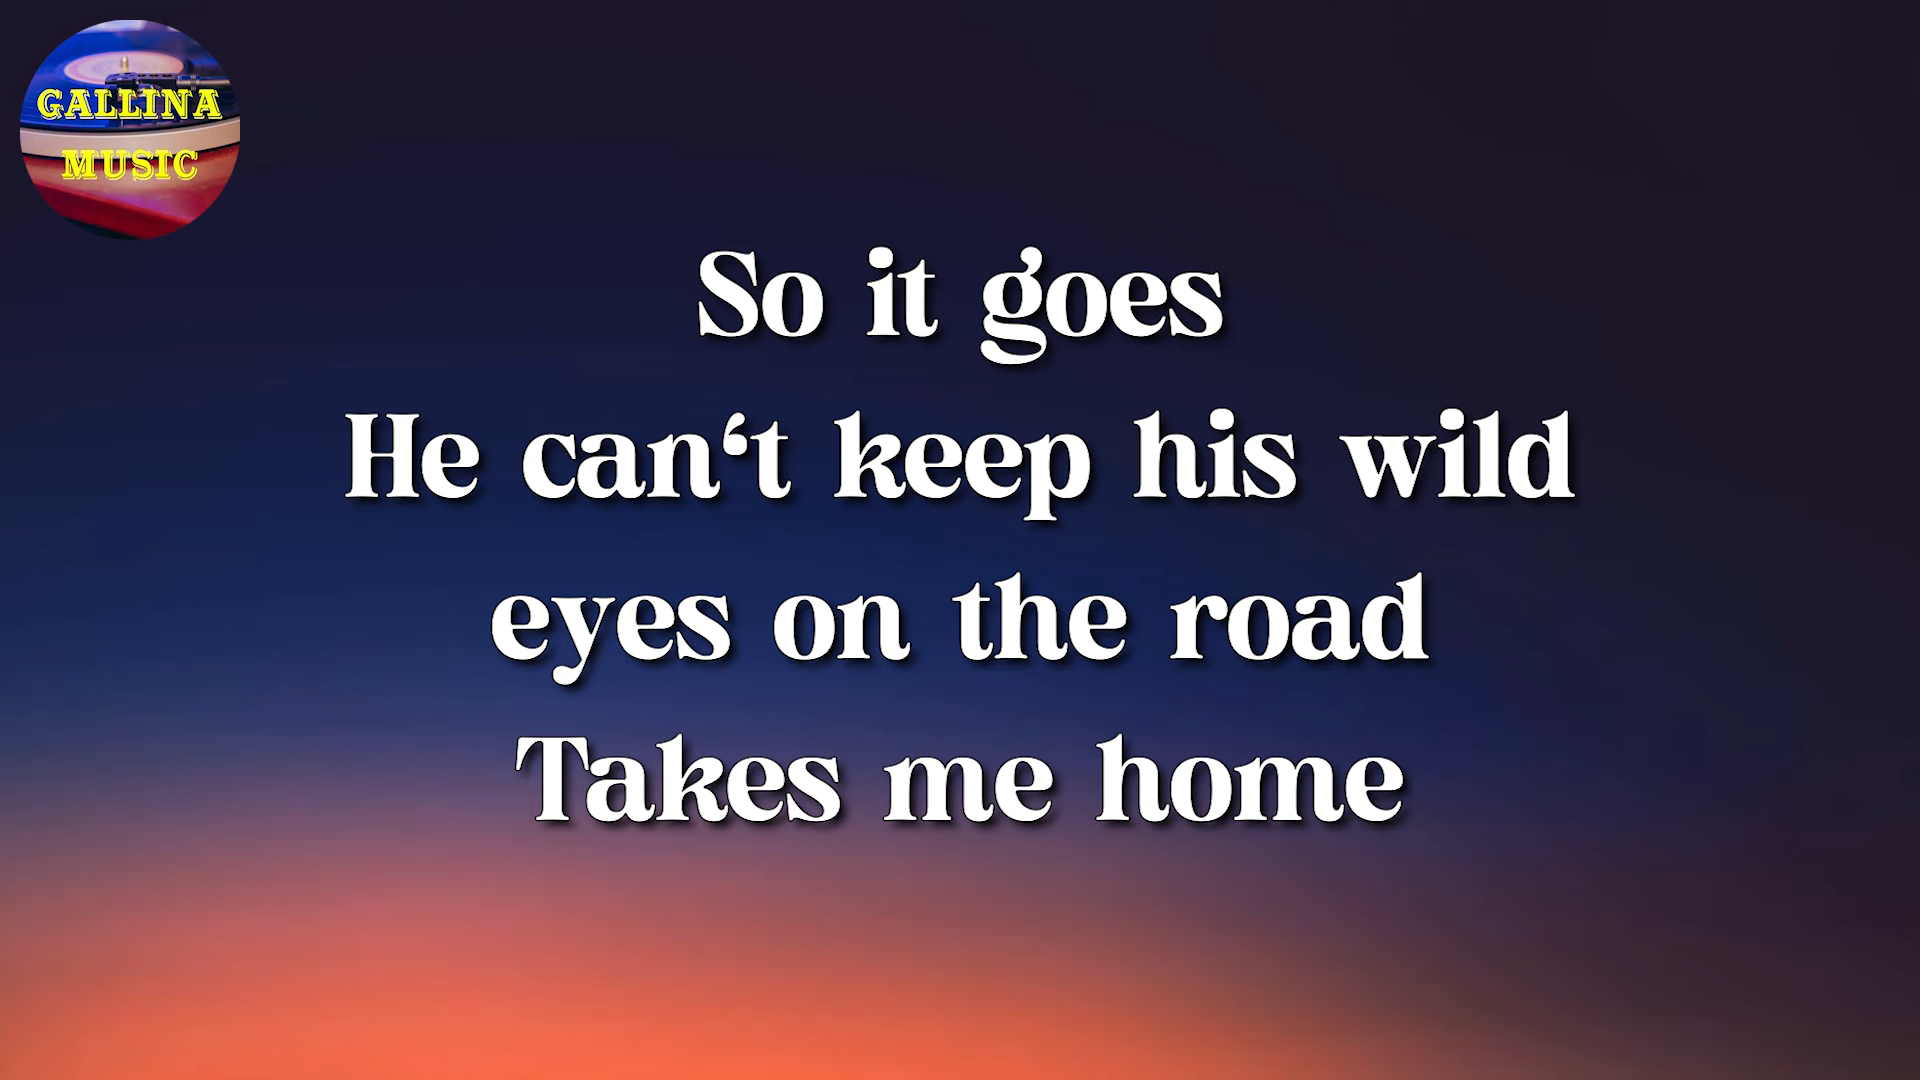 GALLINA
MUSIC
So it goes
He can‘t keep his wild
eyes on the road
Takes me home